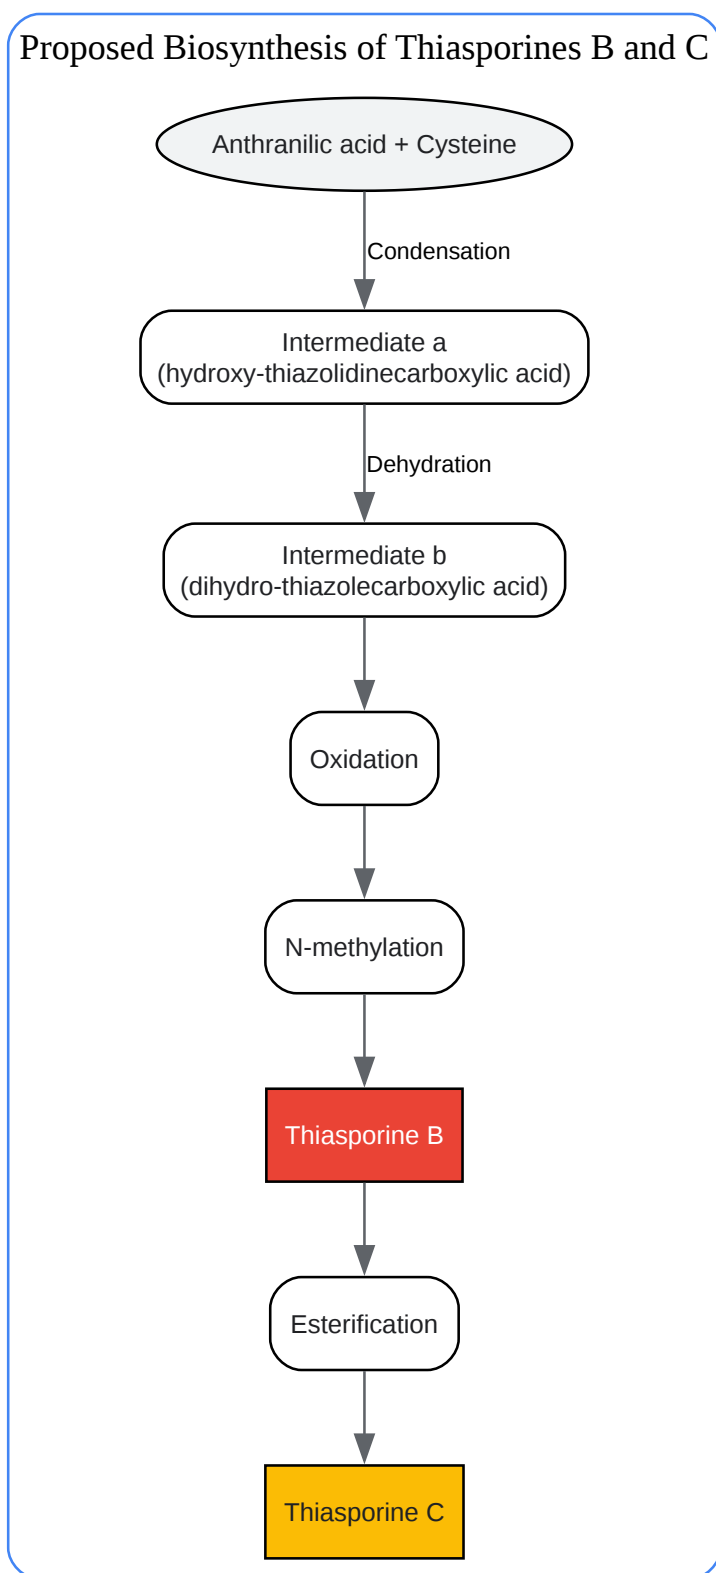 Proposed Biosynthesis of Thiasporines B and C
Anthranilic acid + Cysteine
Condensation
Intermediate a
(hydroxy-thiazolidinecarboxylic acid)
Dehydration
Intermediate b
(dihydro-thiazolecarboxylic acid)
Oxidation
N-methylation
Thiasporine B
Esterification
Thiasporine C